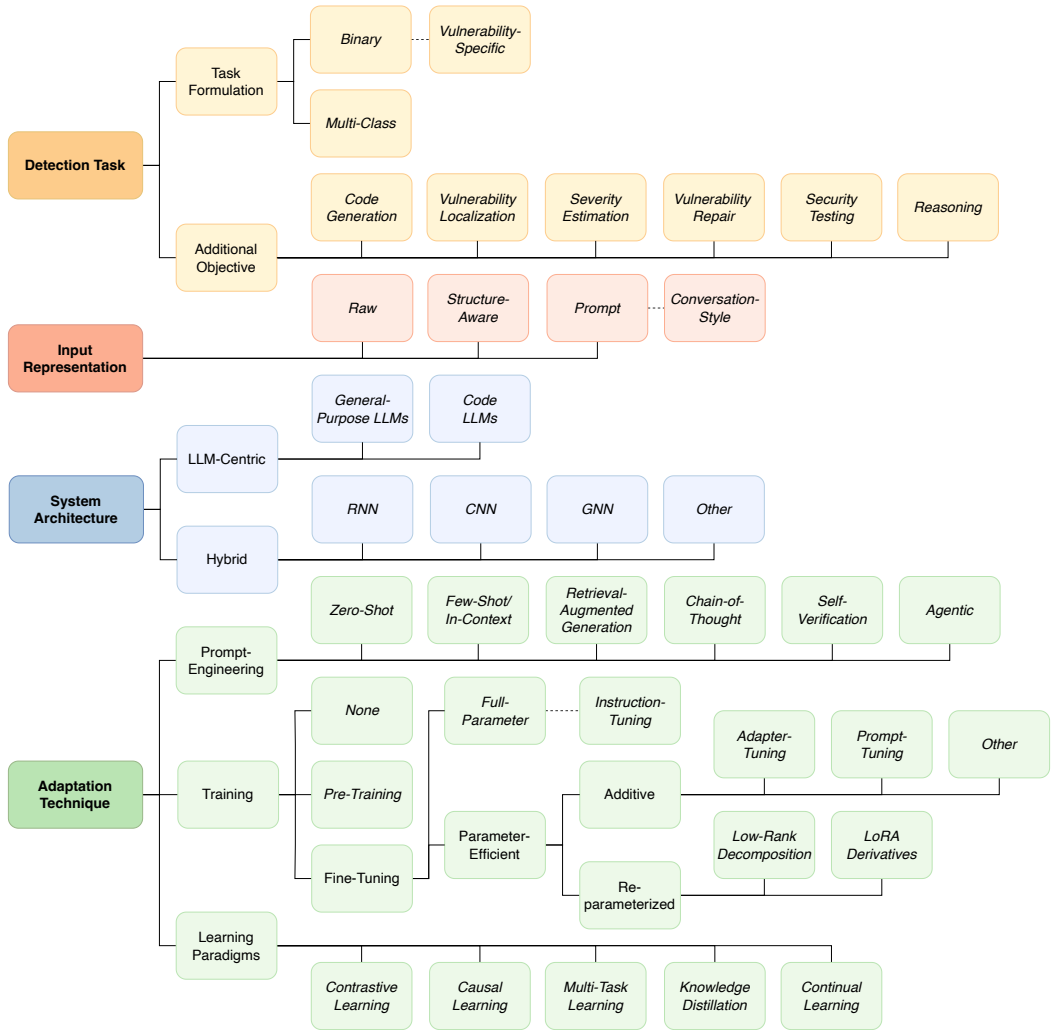 Binary
Vulnerability-
Specific
Task
Formulation
Multi-Class
Detection Task
Code
Generation
Vulnerability
Localization
Severity
Estimation
Vulnerability
Repair
Security
Testing
Reasoning
Additional
Objective
Raw
Structure-
Aware
Prompt
Conversation-
Style
Input
Representation
General-
Purpose LLMs
Code
LLMs
LLM-Centric
System
Architecture
RNN
CNN
GNN
Other
Hybrid
Zero-Shot
Few-Shot/
In-Context
Retrieval-
Augmented
Generation
Chain-of-
Thought
Self-
Verification
Agentic
Prompt-
Engineering
None
Full-
Parameter
Instruction-
Tuning
Adapter-
Tuning
Prompt-
Tuning
Other
Adaptation
Technique
Training
Pre-Training
Additive
Fine-Tuning
Parameter-
Efficient
Low-Rank
Decomposition
LoRA
Derivatives
Re-
parameterized
Learning
Paradigms
Contrastive
Learning
Causal
Learning
Multi-Task
Learning
Knowledge
Distillation
Continual
Learning